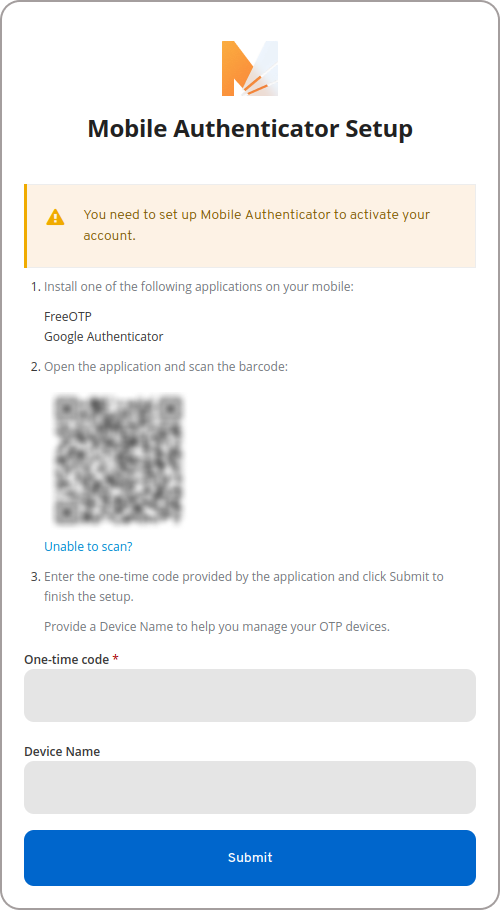 Mobile Authenticator Setup
You need to set up Mobile Authenticator to activate your
account.
1. Install one of the following applications on your mobile:
FreeOTP
Google Authenticator
2. Open the application and scan the barcode:
Unable to scan?
3. Enter the one-time code provided by the application and click Submit to
finish the setup.
Provide a Device Name to help you manage your OTP devices.
One-time code *
Device Name
Submit